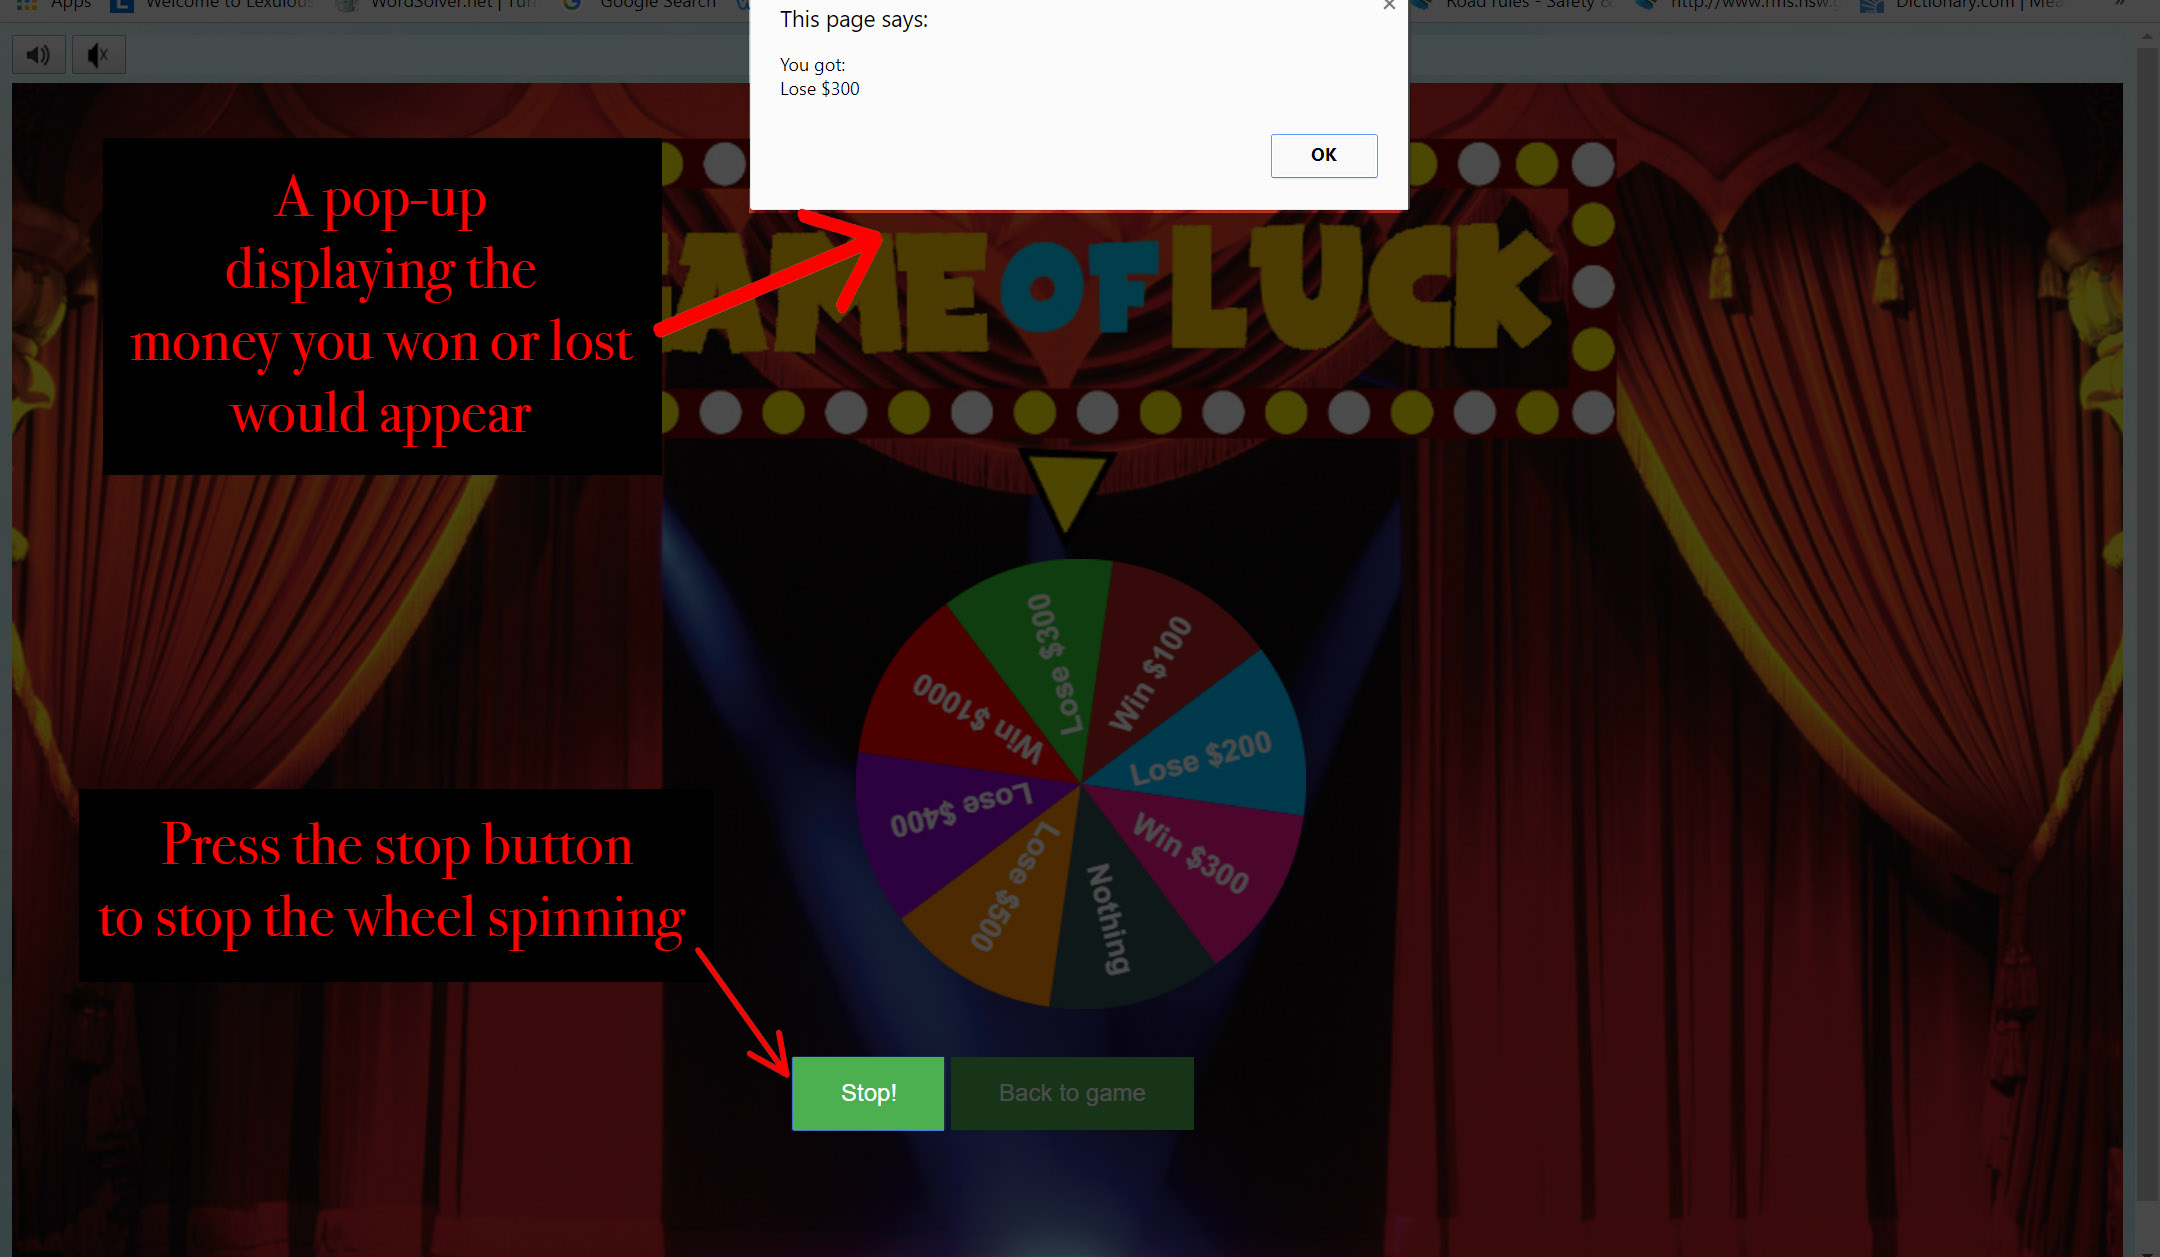 Apps
Welcome to Lexulous
WordSolver.net | Tur
Google Search
Road rules - Safety &
http://www.rms.nsw.
Dictionary.com | Mea
»
This page says:
You got:
Lose $300
OK
A pop-up
displaying the
money you won or lost
would appear
GAME OF LUCK
Lose $300
Win $100
Lose $200
Win $300
Nothing
Lose $500
Lose $400
Win $1000
Press the stop button
to stop the wheel spinning
Stop!
Back to game